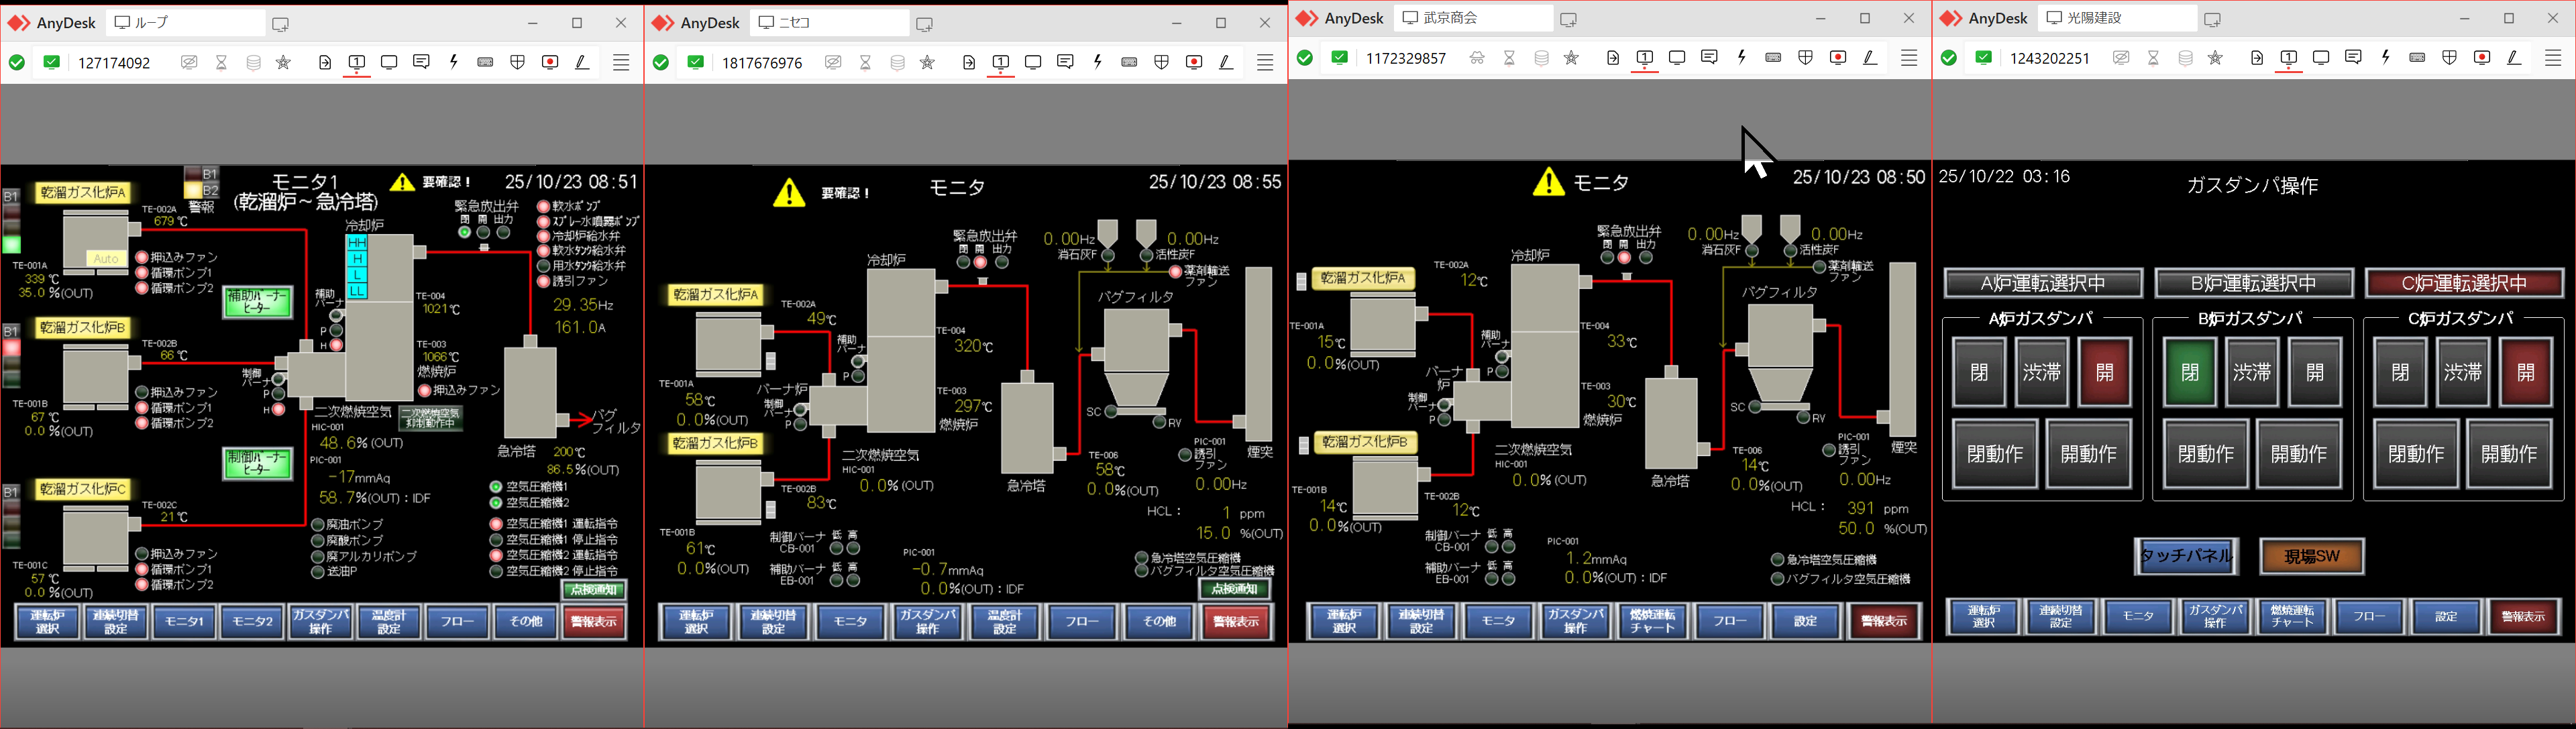 AnyDesk ループ
127174092
モニタ1
(乾溜炉～急冷塔)
要確認！
25/10/23 08:51
B1
B2
警報
乾溜ガス化炉A
B1
TE-002A
679 ℃
Auto
TE-001A
339 ℃
35.0 %(OUT)
押込みファン
循環ポンプ1
循環ポンプ2
補助バーナー
ヒーター
冷却炉
HH
H
L
LL
補助
バーナ
P
H
緊急放出弁
閉 開 出力
軟水ポンプ
スプレー水噴霧ポンプ
冷却炉給水弁
軟水タンク給水弁
用水タンク給水弁
誘引ファン
29.35Hz
161.0A
TE-004
1021 ℃
TE-003
1066 ℃
燃焼炉
押込みファン
乾溜ガス化炉B
B1
TE-002B
66 ℃
TE-001B
67 ℃
0.0 %(OUT)
押込みファン
循環ポンプ1
循環ポンプ2
制御
バーナ
P
H
二次燃焼空気
HIC-001
48.6% (OUT)
二次燃焼空気
抑制動作中
PIC-001
-17mmAq
58.7%(OUT) : IDF
制御バーナー
ヒーター
バグ
フィルタ
急冷塔
200℃
86.5%(OUT)
乾溜ガス化炉C
B1
TE-002C
21 ℃
TE-001C
57 ℃
0.0 %(OUT)
押込みファン
循環ポンプ1
循環ポンプ2
廃油ポンプ
廃酸ポンプ
廃アルカリポンプ
送油P
空気圧縮機1
空気圧縮機2
空気圧縮機1 運転指令
空気圧縮機1 停止指令
空気圧縮機2 運転指令
空気圧縮機2 停止指令
点検通知
運転炉
選択
連続切替
設定
モニタ1
モニタ2
ガスダンパ
操作
温度計
設定
フロー
その他
警報表示
AnyDesk ニセコ
1817676976
要確認！
モニタ
25/10/23 08:55
緊急放出弁
閉 開 出力
0.00Hz
消石灰F
0.00Hz
活性炭F
薬剤輸送
ファン
冷却炉
バグフィルタ
乾溜ガス化炉A
TE-002A
49℃
補助
バーナ
P
TE-004
320℃
TE-001A
58℃
0.0%(OUT)
バーナ炉
制御
バーナ
P
TE-003
297℃
燃焼炉
SC
RV
乾溜ガス化炉B
TE-002B
83℃
二次燃焼空気
HIC-001
0.0% (OUT)
急冷塔
TE-006
58℃
0.0%(OUT)
PIC-001
誘引
ファン
0.00Hz
煙突
HCL : 1 ppm
15.0 %(OUT)
TE-001B
61℃
0.0%(OUT)
制御バーナ 低 高
CB-001
補助バーナ 低 高
EB-001
PIC-001
-0.7mmAq
0.0%(OUT) : IDF
急冷塔空気圧縮機
バグフィルタ空気圧縮機
点検通知
運転炉
選択
連続切替
設定
モニタ
ガスダンパ
操作
温度計
設定
フロー
その他
警報表示
AnyDesk 武京商会
1172329857
モニタ
25/10/23 08:50
緊急放出弁
閉 開 出力
0.00Hz
消石灰F
0.00Hz
活性炭F
薬剤輸送
ファン
冷却炉
バグフィルタ
乾溜ガス化炉A
TE-002A
12℃
TE-001A
15℃
0.0%(OUT)
補助
バーナ
P
TE-004
33℃
バーナ
炉
制御
バーナ
P
TE-003
30℃
燃焼炉
SC
RV
乾溜ガス化炉B
TE-002B
12℃
TE-001B
14℃
0.0%(OUT)
二次燃焼空気
HIC-001
0.0% (OUT)
急冷塔
TE-006
14℃
0.0%(OUT)
PIC-001
誘引
ファン
0.00Hz
煙突
HCL : 391 ppm
50.0 %(OUT)
制御バーナ 低 高
CB-001
補助バーナ 低 高
EB-001
PIC-001
1.2mmAq
0.0%(OUT) : IDF
急冷塔空気圧縮機
バグフィルタ空気圧縮機
運転炉
選択
連続切替
設定
モニタ
ガスダンパ
操作
燃焼運転
チャート
フロー
設定
警報表示
AnyDesk 光陽建設
1243202251
25/10/22 03:16
ガスダンパ操作
A炉運転選択中
B炉運転選択中
C炉運転選択中
A炉ガスダンパ
閉 渋滞 開
閉動作 開動作
B炉ガスダンパ
閉 渋滞 開
閉動作 開動作
C炉ガスダンパ
閉 渋滞 開
閉動作 開動作
タッチパネル
現場SW
運転炉
選択
連続切替
設定
モニタ
ガスダンパ
操作
燃焼運転
チャート
フロー
設定
警報表示